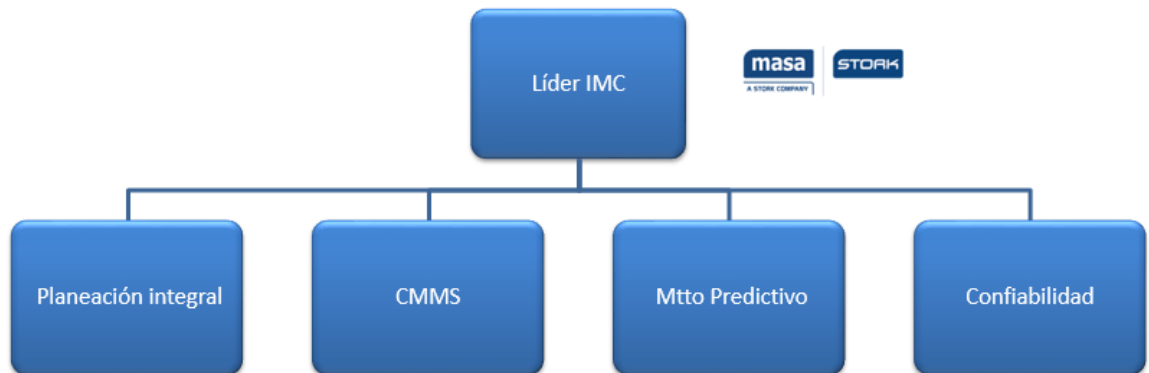 Líder IMC
masa
STORK
A STORK COMPANY
Planeación integral
CMMS
Mtto Predictivo
Confiabilidad